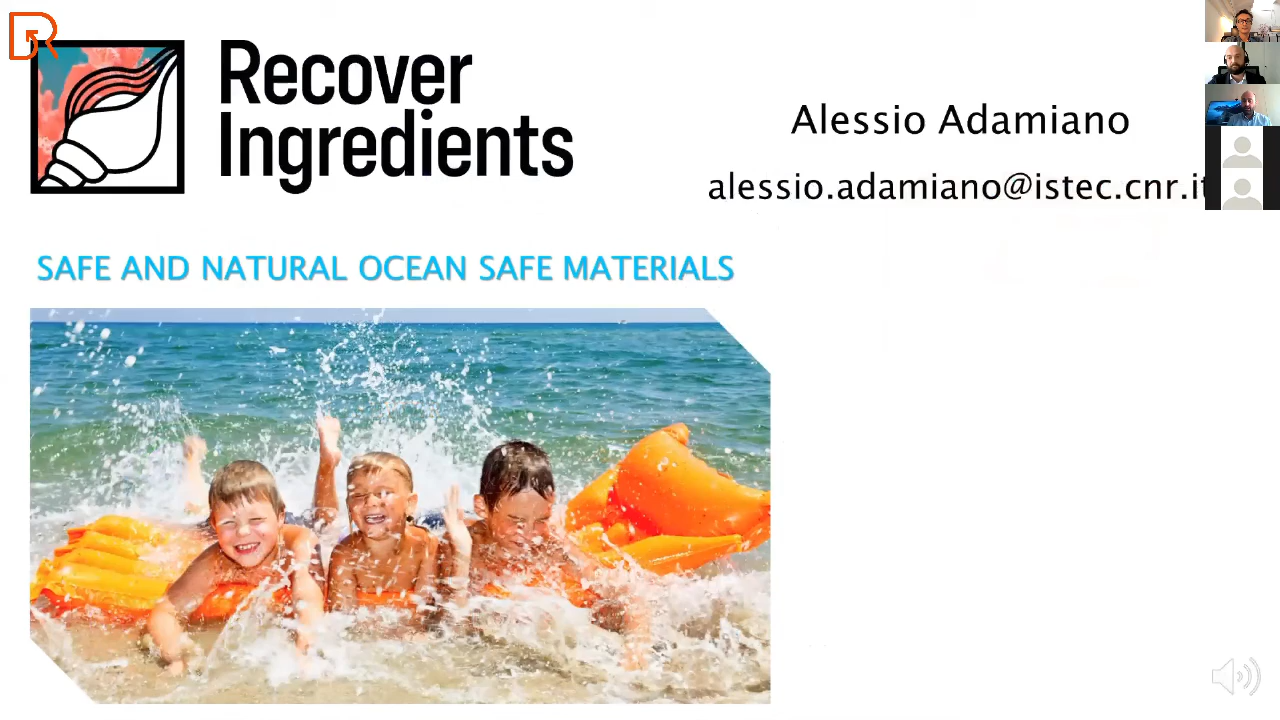 Recover
Ingredients
Alessio Adamiano
alessio.adamiano@istec.cnr.it
SAFE AND NATURAL OCEAN SAFE MATERIALS